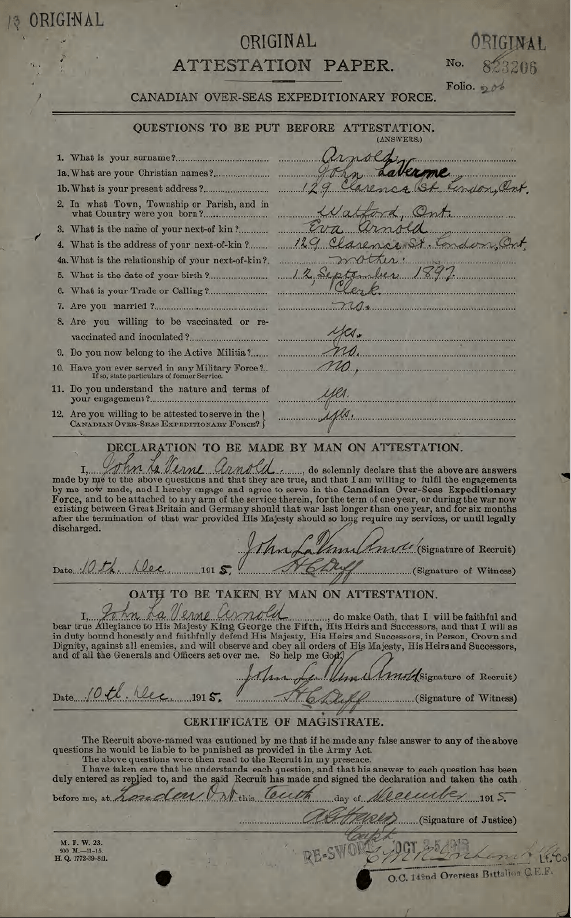 13 ORIGINAL
ORIGINAL
ORIGINAL
ATTESTATION PAPER.
No. 823206
Folio. 206
CANADIAN OVER-SEAS EXPEDITIONARY FORCE.
QUESTIONS TO BE PUT BEFORE ATTESTATION.
(ANSWERS.)
1. What is your surname? Arnold
1a. What are your Christian names? John LaVerne
1b. What is your present address? 129 Clarence St. London, Ont.
2. In what Town, Township or Parish, and in
what Country were you born? Watford, Ont.
3. What is the name of your next-of kin? Eva Arnold
4. What is the address of your next-of-kin? 129 Clarence St. London, Ont.
4a. What is the relationship of your next-of-kin? mother.
5. What is the date of your birth? 12, September 1897
6. What is your Trade or Calling? Clerk.
7. Are you married? no.
8. Are you willing to be vaccinated or re-
vaccinated and inoculated? yes.
9. Do you now belong to the Active Militia? no.
10. Have you ever served in any Military Force? no.
If so, state particulars of former Service.
11. Do you understand the nature and terms of
your engagement? yes
12. Are you willing to be attested to serve in the
CANADIAN OVER-SEAS EXPEDITIONARY FORCE? yes.
DECLARATION TO BE MADE BY MAN ON ATTESTATION.
I, John LaVerne Arnold, do solemnly declare that the above are answers
made by me to the above questions and that they are true, and that I am willing to fulfil the engagements
by me now made, and I hereby engage and agree to serve in the Canadian Over-Seas Expeditionary
Force, and to be attached to any arm of the service therein, for the term of one year, or during the war now
existing between Great Britain and Germany should that war last longer than one year, and for six months
after the termination of that war provided His Majesty should so long require my services, or until legally
discharged.
John LaVerne Arnold (Signature of Recruit)
Date 10th Dec 1915. H C Duff (Signature of Witness)
OATH TO BE TAKEN BY MAN ON ATTESTATION.
I, John LaVerne Arnold, do make Oath, that I will be faithful and
bear true Allegiance to His Majesty King George the Fifth, His Heirs and Successors, and that I will as
in duty bound honestly and faithfully defend His Majesty, His Heirs and Successors, in Person, Crown and
Dignity, against all enemies, and will observe and obey all orders of His Majesty, His Heirs and Successors,
and of all the Generals and Officers set over me. So help me God.
John LaVerne Arnold (Signature of Recruit)
Date 10th Dec 1915. H C Duff (Signature of Witness)
CERTIFICATE OF MAGISTRATE.
The Recruit above-named was cautioned by me that if he made any false answer to any of the above
questions he would be liable to be punished as provided in the Army Act.
The above questions were then read to the Recruit in my presence.
I have taken care that he understands each question, and that his answer to each question has been
duly entered as replied to, and the said Recruit has made and signed the declaration and taken the oath
before me, at London Ont this Tenth day of December 1915.
(Signature of Justice)
Capt
M. F. W. 23.
H. Q. 1772-39-841.
RE-SWORN OCT
Lt. Col
O.C. 142nd Overseas Battalion C.E.F.